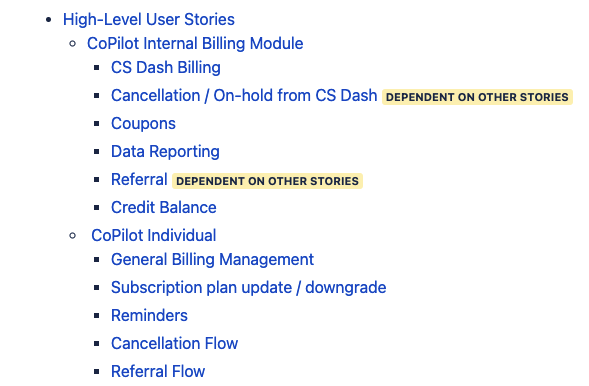 High-Level User Stories
CoPilot Internal Billing Module
CS Dash Billing
Cancellation / On-hold from CS Dash DEPENDENT ON OTHER STORIES
Coupons
Data Reporting
Referral DEPENDENT ON OTHER STORIES
Credit Balance
CoPilot Individual
General Billing Management
Subscription plan update / downgrade
Reminders
Cancellation Flow
Referral Flow